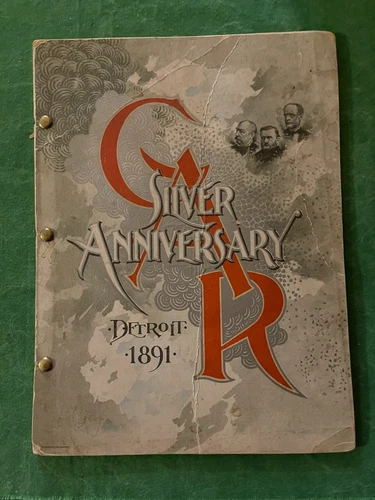 GAR
SILVER
ANNIVERSARY
·DETROIT·
·1891·